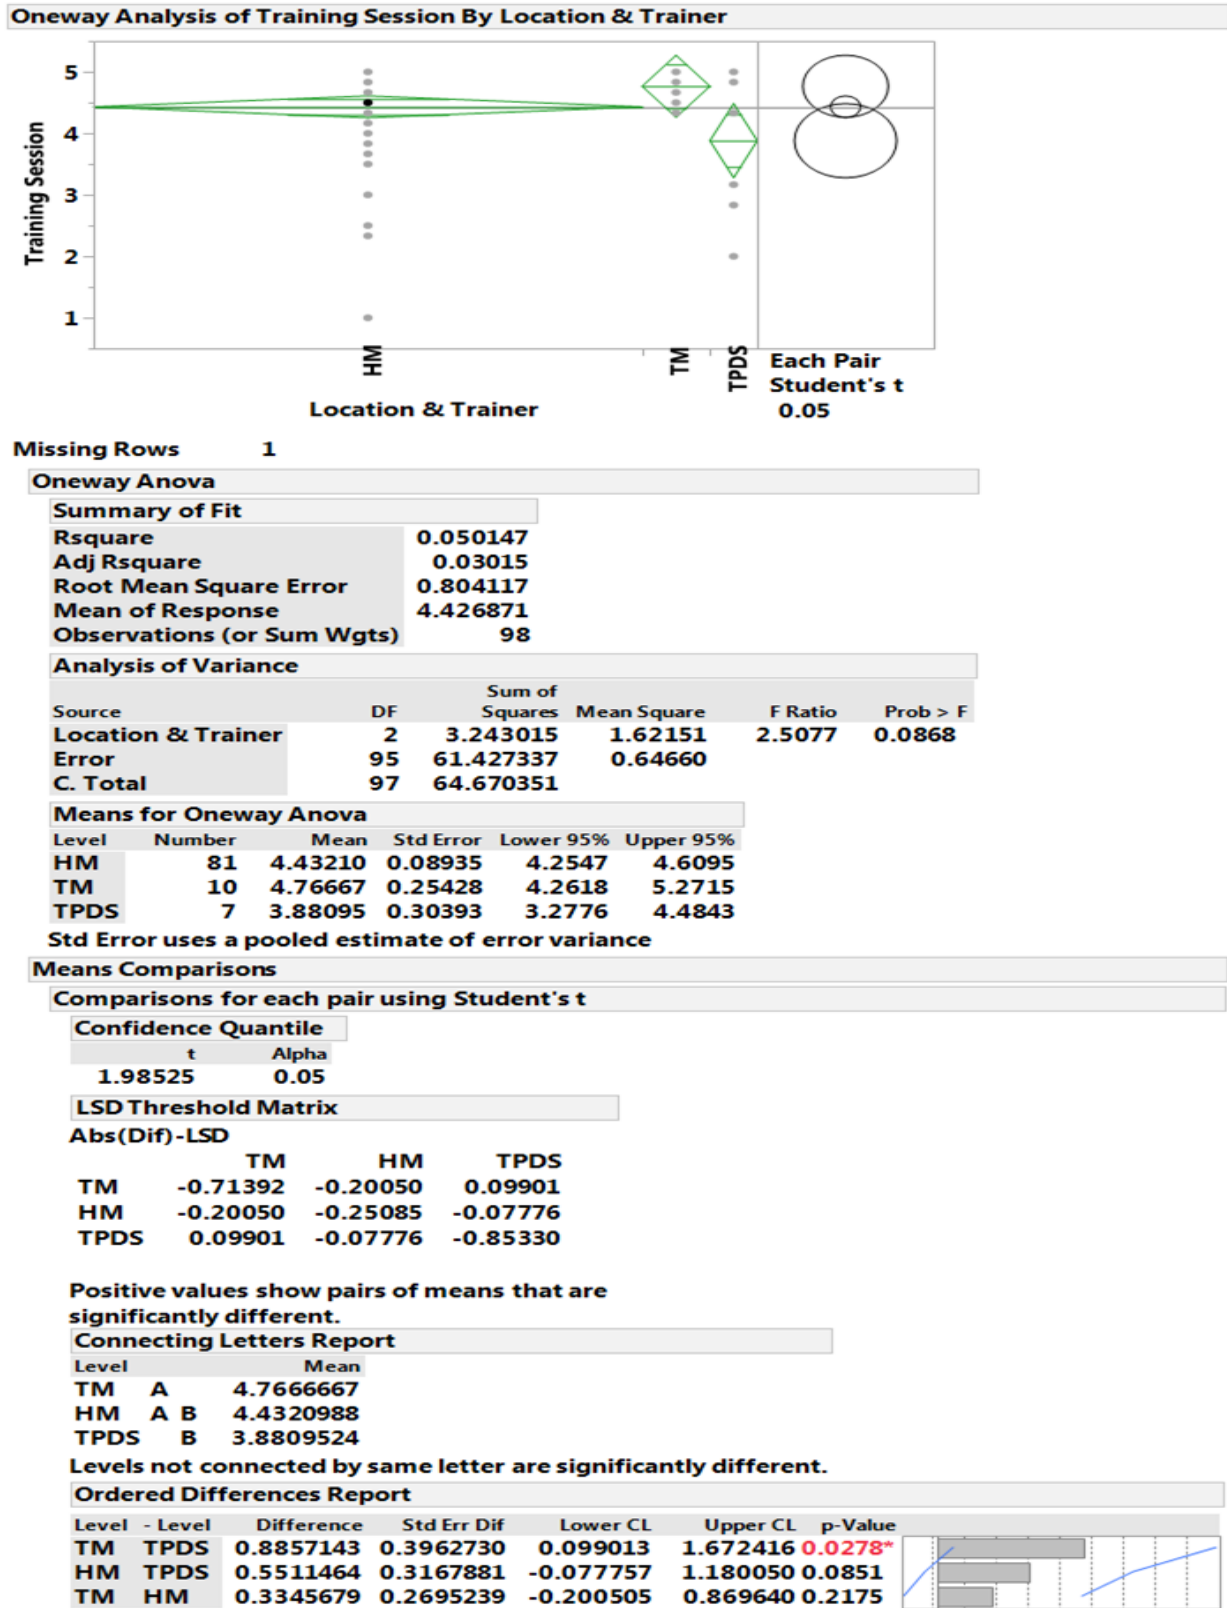 Oneway Analysis of Training Session By Location & Trainer
Training Session
5
4
3
2
1
HM
TM
TPDS
Each Pair
Student's t
0.05
Location & Trainer
Missing Rows 1
Oneway Anova
Summary of Fit
Rsquare 0.050147
Adj Rsquare 0.03015
Root Mean Square Error 0.804117
Mean of Response 4.426871
Observations (or Sum Wgts) 98
Analysis of Variance
Sum of
Source DF Squares Mean Square F Ratio Prob > F
Location & Trainer 2 3.243015 1.62151 2.5077 0.0868
Error 95 61.427337 0.64660
C. Total 97 64.670351
Means for Oneway Anova
Level Number Mean Std Error Lower 95% Upper 95%
HM 81 4.43210 0.08935 4.2547 4.6095
TM 10 4.76667 0.25428 4.2618 5.2715
TPDS 7 3.88095 0.30393 3.2776 4.4843
Std Error uses a pooled estimate of error variance
Means Comparisons
Comparisons for each pair using Student's t
Confidence Quantile
t Alpha
1.98525 0.05
LSD Threshold Matrix
Abs(Dif)-LSD
TM HM TPDS
TM -0.71392 -0.20050 0.09901
HM -0.20050 -0.25085 -0.07776
TPDS 0.09901 -0.07776 -0.85330
Positive values show pairs of means that are
significantly different.
Connecting Letters Report
Level Mean
TM A 4.7666667
HM A B 4.4320988
TPDS B 3.8809524
Levels not connected by same letter are significantly different.
Ordered Differences Report
Level - Level Difference Std Err Dif Lower CL Upper CL p-Value
TM TPDS 0.8857143 0.3962730 0.099013 1.672416 0.0278*
HM TPDS 0.5511464 0.3167881 -0.077757 1.180050 0.0851
TM HM 0.3345679 0.2695239 -0.200505 0.869640 0.2175